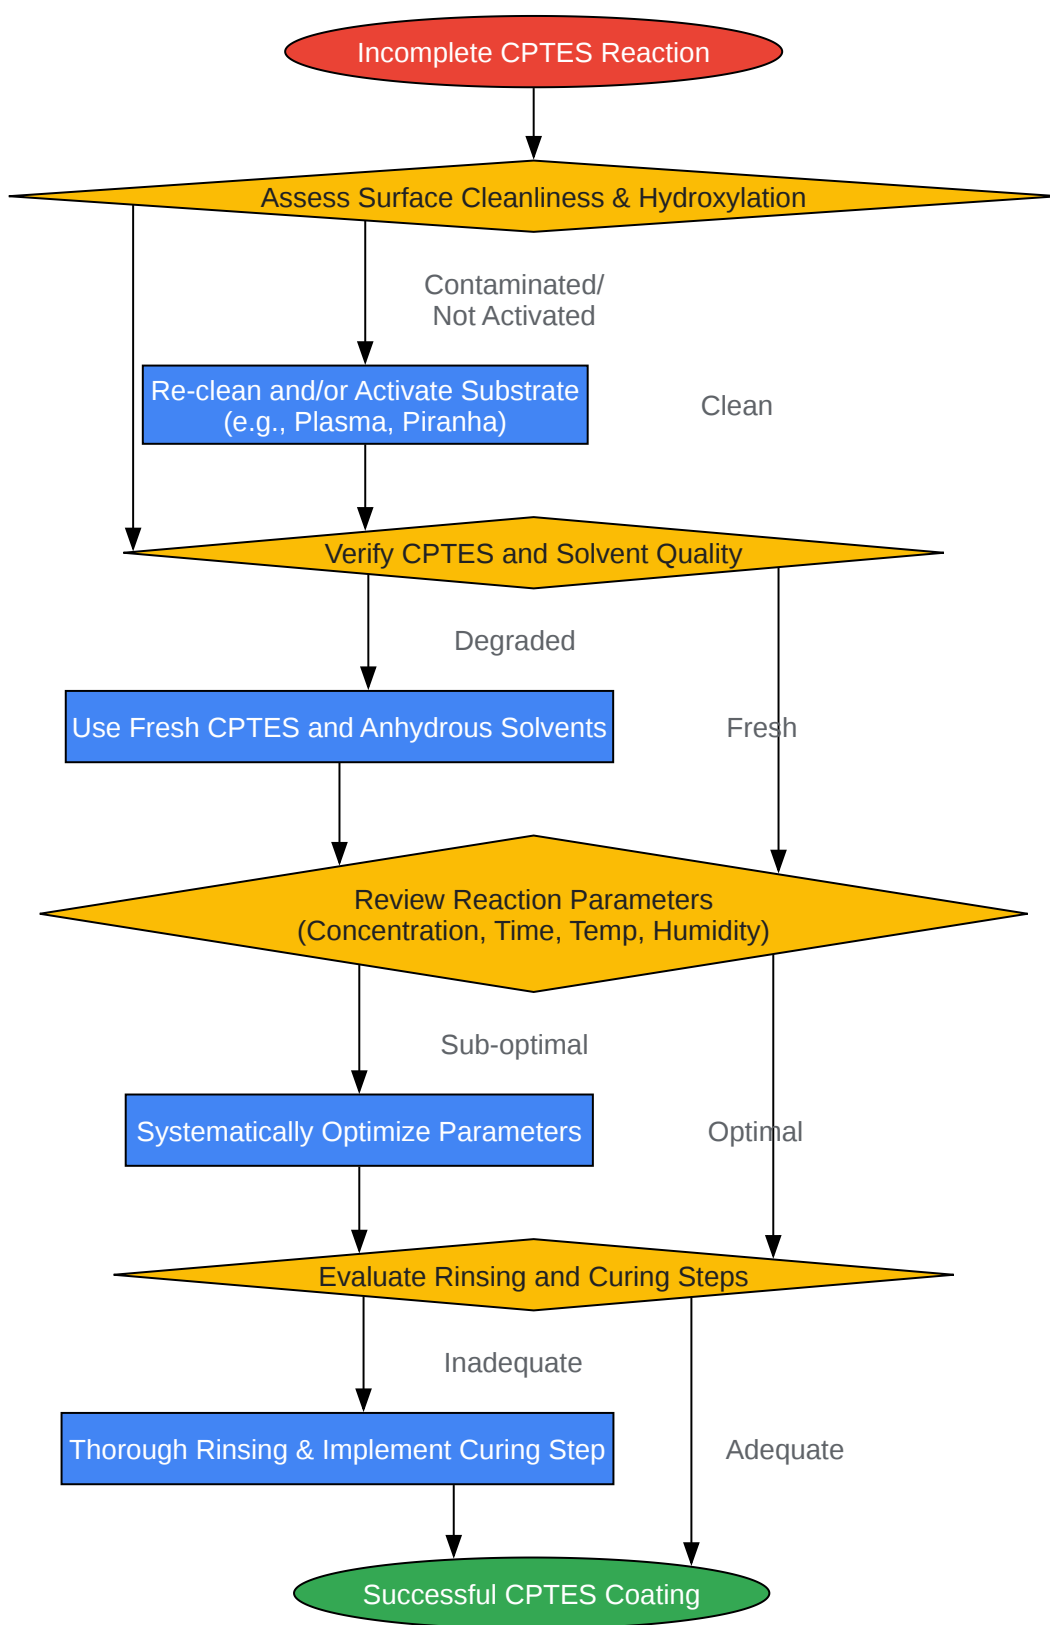 Incomplete CPTES Reaction
Assess Surface Cleanliness & Hydroxylation
Contaminated/
Not Activated
Re-clean and/or Activate Substrate
(e.g., Plasma, Piranha)
Clean
Verify CPTES and Solvent Quality
Degraded
Use Fresh CPTES and Anhydrous Solvents
Fresh
Review Reaction Parameters
(Concentration, Time, Temp, Humidity)
Sub-optimal
Systematically Optimize Parameters
Optimal
Evaluate Rinsing and Curing Steps
Inadequate
Thorough Rinsing & Implement Curing Step
Adequate
Successful CPTES Coating